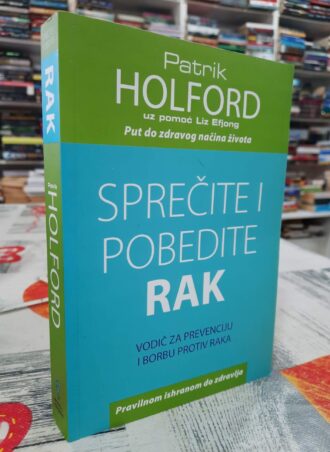 Patrik
HOLFORD
uz pomoć Liz Efjong
Put do zdravog načina života
SPREČITE I
POBEDITE
RAK
VODIČ ZA PREVENCIJU
I BORBU PROTIV RAKA
Pravilnom ishranom do zdravlja
RAK
Patrik
HOLFORD